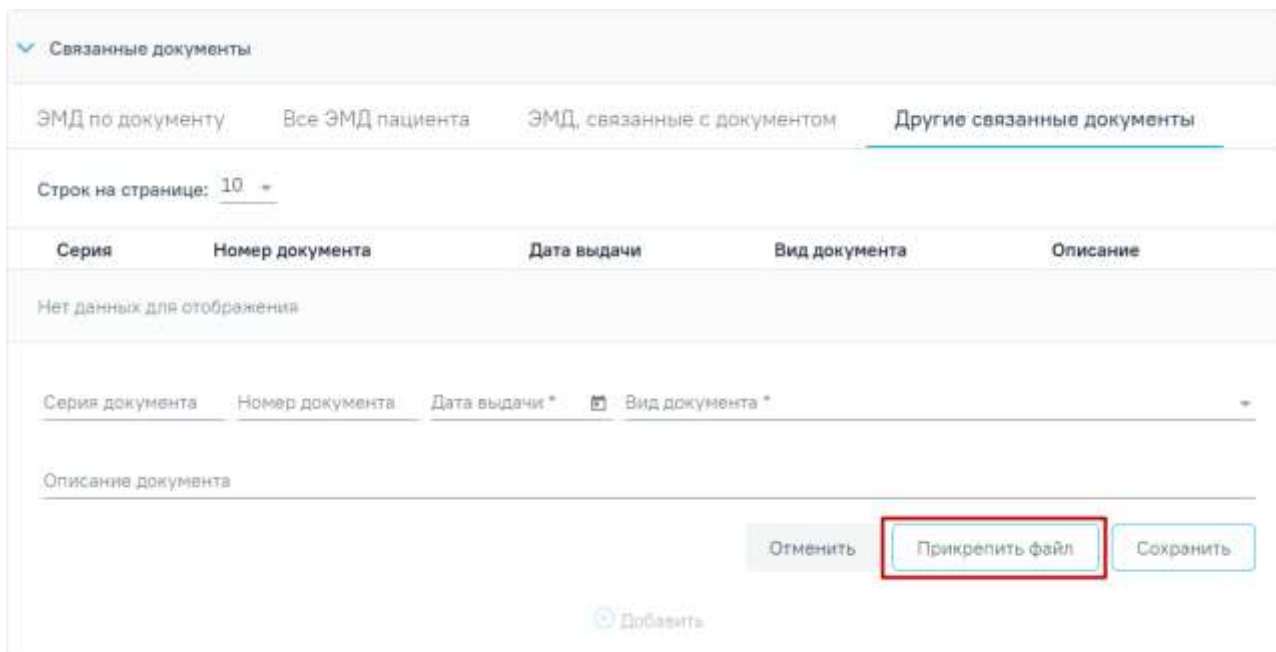 Связанные документы
ЭМД по документу Все ЭМД пациента ЭМД, связанные с документом Другие связанные документы
Строк на странице: 10
Серия Номер документа Дата выдачи Вид документа Описание
Нет данных для отображения
Серия документа Номер документа Дата выдачи * Вид документа *
Описание документа
Отменить Прикрепить файл Сохранить
Добавить